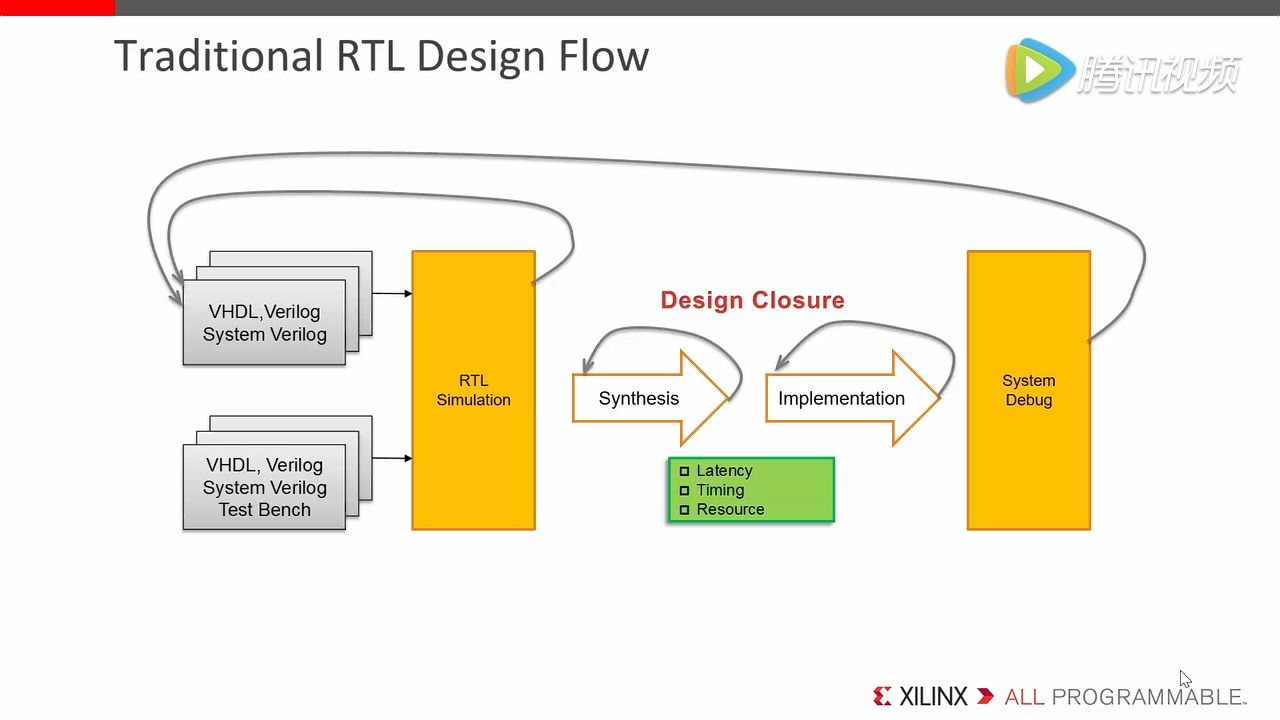 Traditional RTL Design Flow
腾讯视频
VHDL,Verilog
System Verilog
VHDL, Verilog
System Verilog
Test Bench
RTL
Simulation
Design Closure
Synthesis
Implementation
Latency
Timing
Resource
System
Debug
XILINX ALL PROGRAMMABLE™